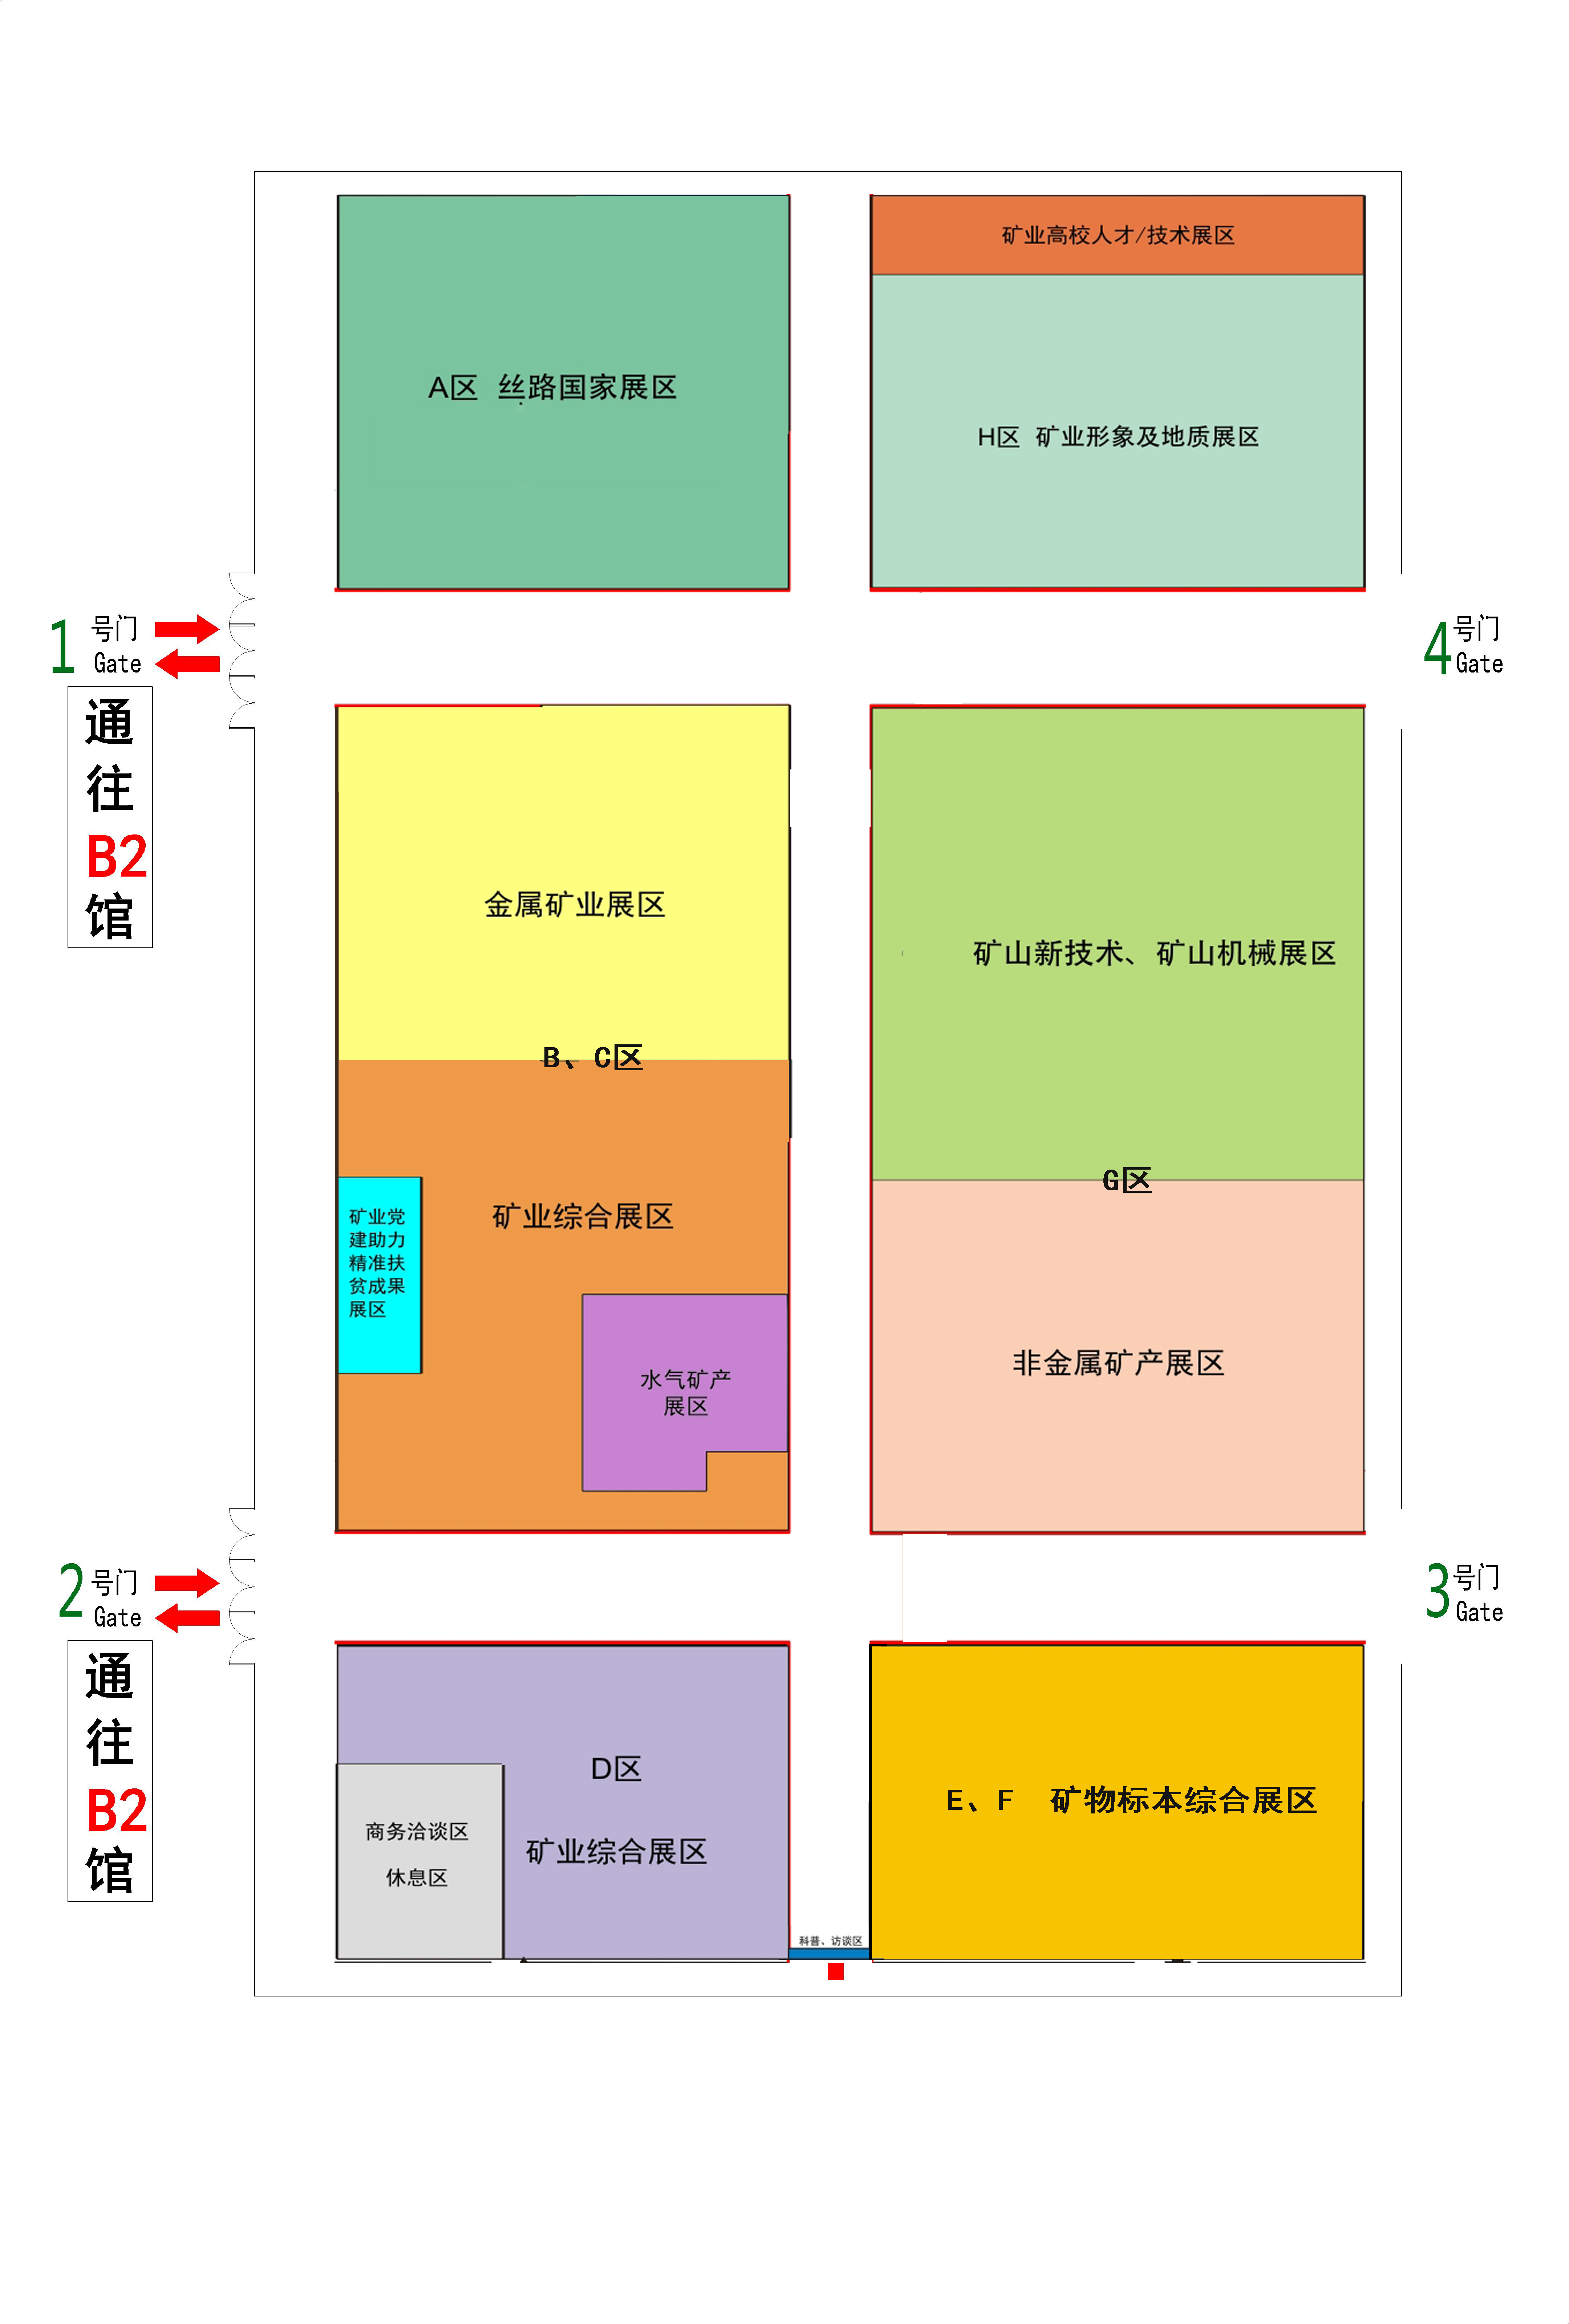 矿业高校人才/技术展区
A区 丝路国家展区
H区 矿业形象及地质展区
1号门
Gate
4号门
Gate
通
往
B2
馆
金属矿业展区
矿山新技术、矿山机械展区
B、C区
G区
矿业综合展区
矿业党
建助力
精准扶
贫成果
展区
水气矿产
展区
非金属矿产展区
2号门
Gate
3号门
Gate
通
往
B2
馆
D区
矿业综合展区
商务洽谈区
休息区
E、F 矿物标本综合展区
科普、访谈区